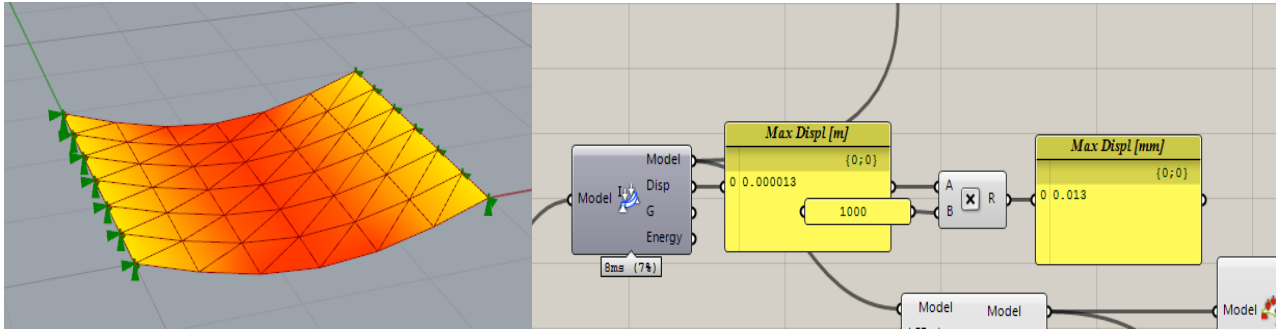 Max Displ [m]
{0;0}
0 0.000013
Model
Model
Disp
G
Energy
8ms (7%)
1000
A
B
R
Max Displ [mm]
{0;0}
0 0.013
Model
Model
Model